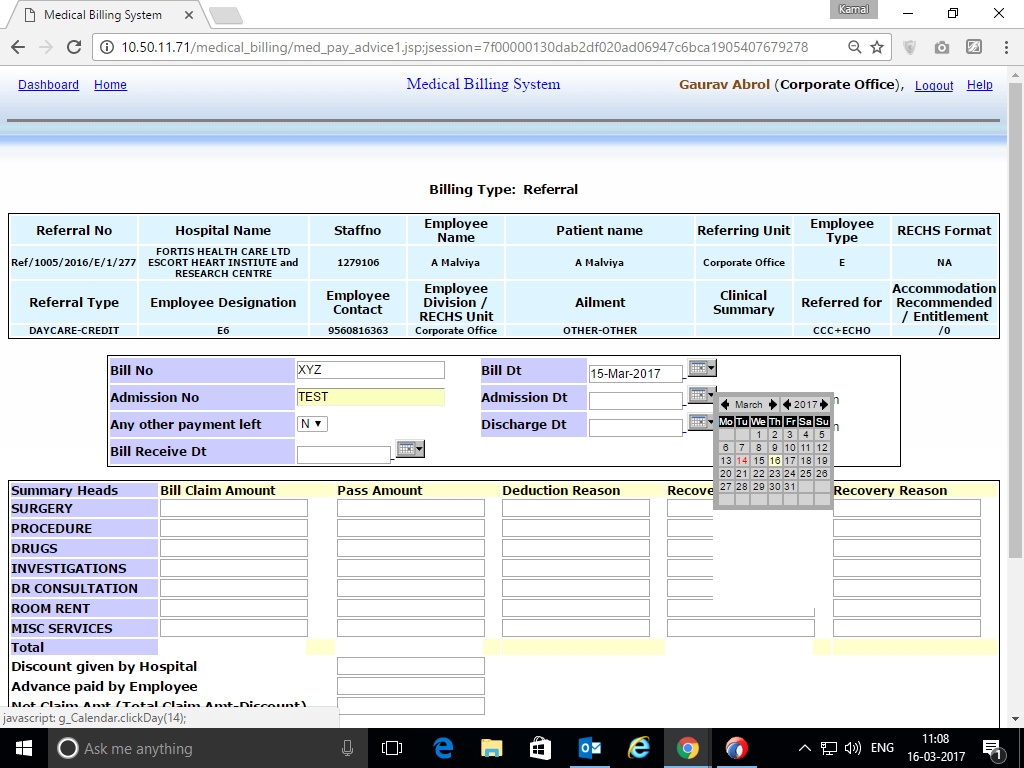 Medical Billing System
Kamal
10.50.11.71/medical_billing/med_pay_advice1.jsp;jsession=7f00000130dab2df020ad06947c6bca1905407679278
Dashboard Home Medical Billing System Gaurav Abrol (Corporate Office), Logout Help
Billing Type: Referral
Referral No Hospital Name Staffno Employee Name Patient name Referring Unit Employee Type RECHS Format
Ref/1005/2016/E/1/277 FORTIS HEALTH CARE LTD ESCORT HEART INSTIUTE and RESEARCH CENTRE 1279106 A Malviya A Malviya Corporate Office E NA
Referral Type Employee Designation Employee Contact Employee Division / RECHS Unit Ailment Clinical Summary Referred for Accommodation Recommended / Entitlement
DAYCARE-CREDIT E6 9560816363 Corporate Office OTHER-OTHER CCC+ECHO /0
Bill No XYZ Bill Dt 15-Mar-2017
Admission No TEST Admission Dt
Any other payment left N Discharge Dt
Bill Receive Dt
March 2017
Mo Tu We Th Fr Sa Su
1 2 3 4 5
6 7 8 9 10 11 12
13 14 15 16 17 18 19
20 21 22 23 24 25 26
27 28 29 30 31
Summary Heads Bill Claim Amount Pass Amount Deduction Reason Recove Recovery Reason
SURGERY
PROCEDURE
DRUGS
INVESTIGATIONS
DR CONSULTATION
ROOM RENT
MISC SERVICES
Total
Discount given by Hospital
Advance paid by Employee
Net Claim Amt (Total Claim Amt-Discount)
javascript: g_Calendar.clickDay(14);
Ask me anything
ENG
11:08
16-03-2017
1